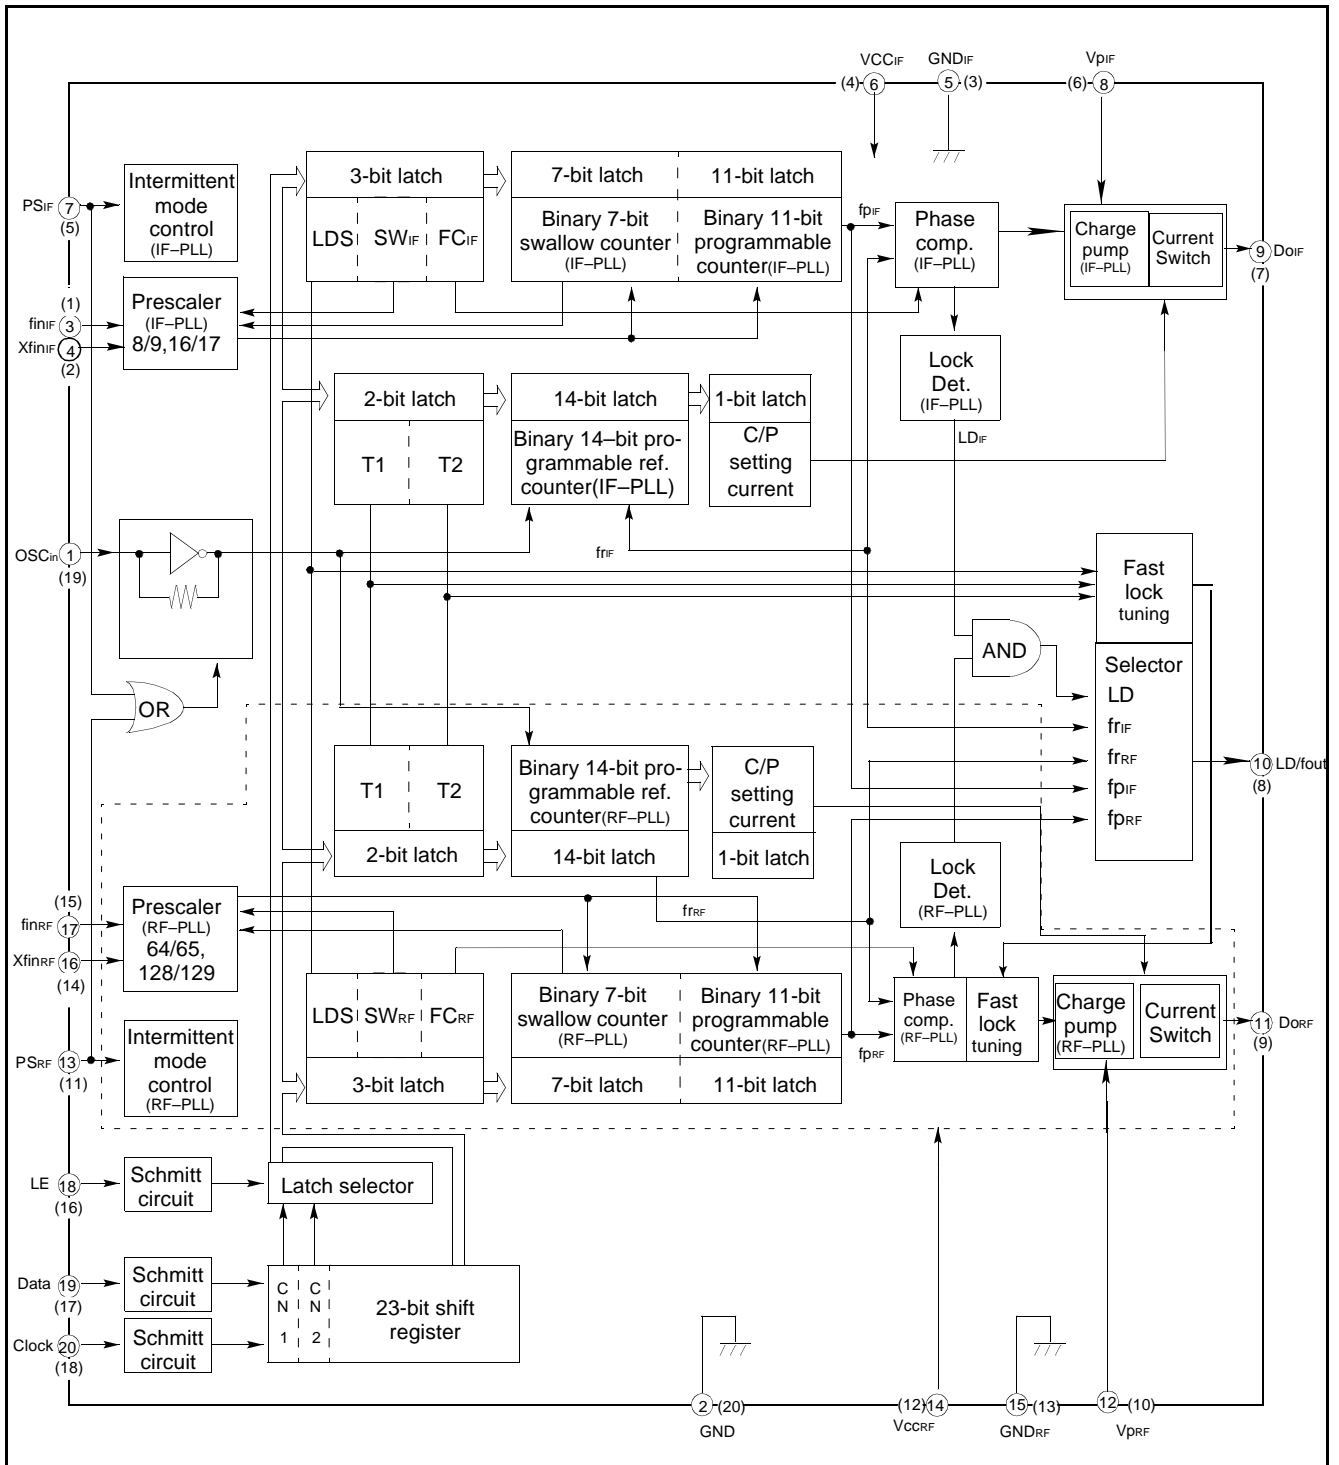 VCCIF
GNDIF
VpIF
(4) 6
5 (3)
(6) 8
PSIF 7
(5)
Intermittent
mode
control
(IF–PLL)
3-bit latch
LDS SWIF FCIF
7-bit latch
11-bit latch
Binary 7-bit
swallow counter
(IF–PLL)
Binary 11-bit
programmable
counter(IF–PLL)
fpIF
Phase
comp.
(IF–PLL)
Charge
pump
(IF–PLL)
Current
Switch
9 DoIF
(7)
(1)
finIF 3
XfinIF 4
(2)
Prescaler
(IF–PLL)
8/9,16/17
Lock
Det.
(IF–PLL)
LDIF
2-bit latch
T1 T2
14-bit latch
Binary 14–bit pro-
grammable ref.
counter(IF–PLL)
1-bit latch
C/P
setting
current
OSCin 1
(19)
frIF
Fast
lock
tuning
OR
AND
Selector
LD
frIF
frRF
fpIF
fpRF
10 LD/fout
(8)
T1 T2
2-bit latch
Binary 14-bit pro-
grammable ref.
counter(RF–PLL)
14-bit latch
C/P
setting
current
1-bit latch
Lock
Det.
(RF–PLL)
(15)
finRF 17
XfinRF 16
(14)
Prescaler
(RF–PLL)
64/65,
128/129
frRF
LDS SWRF FCRF
3-bit latch
Binary 7-bit
swallow counter
(RF–PLL)
Binary 11-bit
programmable
counter(RF–PLL)
7-bit latch
11-bit latch
fpRF
Phase
comp.
(RF–PLL)
Fast
lock
tuning
Charge
pump
(RF–PLL)
Current
Switch
11 DoRF
(9)
PSRF 13
(11)
Intermittent
mode
control
(RF–PLL)
LE 18
(16)
Schmitt
circuit
Latch selector
Data 19
(17)
Schmitt
circuit
Clock 20
(18)
Schmitt
circuit
C
N
1
C
N
2
23-bit shift
register
2 (20)
GND
(12) 14
VccRF
15 (13)
GNDRF
12 (10)
VpRF